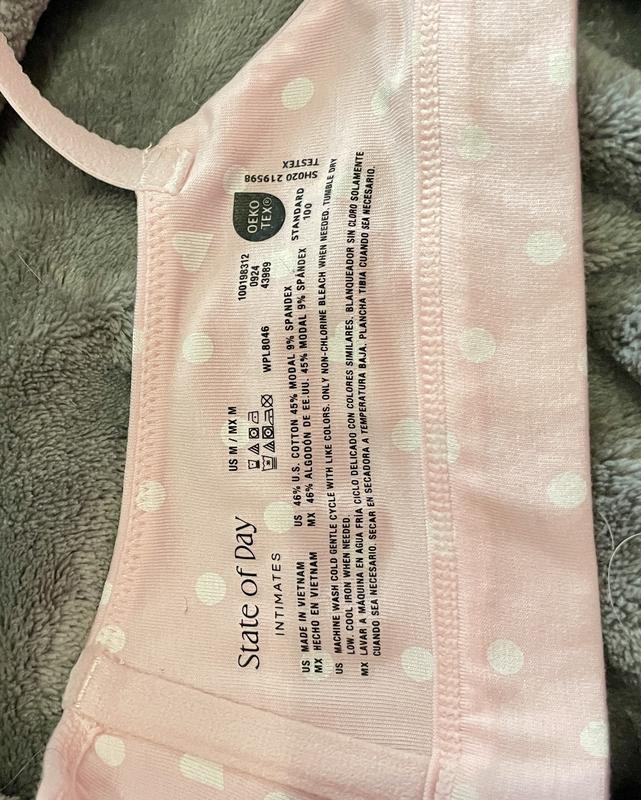 State of Day
INTIMATES
US M / MX M
WPL8046
100198312
0924
43989
OEKO
TEX®
SH020 219598
TESTEX
STANDARD
100
US MADE IN VIETNAM
MX HECHO EN VIETNAM
US 46% U.S. COTTON 45% MODAL 9% SPANDEX
MX 46% ALGODÓN DE EE.UU. 45% MODAL 9% SPÁNDEX
US MACHINE WASH COLD GENTLE CYCLE WITH LIKE COLORS. ONLY NON-CHLORINE BLEACH WHEN NEEDED. TUMBLE DRY
LOW. COOL IRON WHEN NEEDED.
MX LAVAR A MÁQUINA EN AGUA FRÍA CICLO DELICADO CON COLORES SIMILARES. BLANQUEADOR SIN CLORO SOLAMENTE
CUANDO SEA NECESARIO. SECAR EN SECADORA A TEMPERATURA BAJA. PLANCHA TIBIA CUANDO SEA NECESARIO.